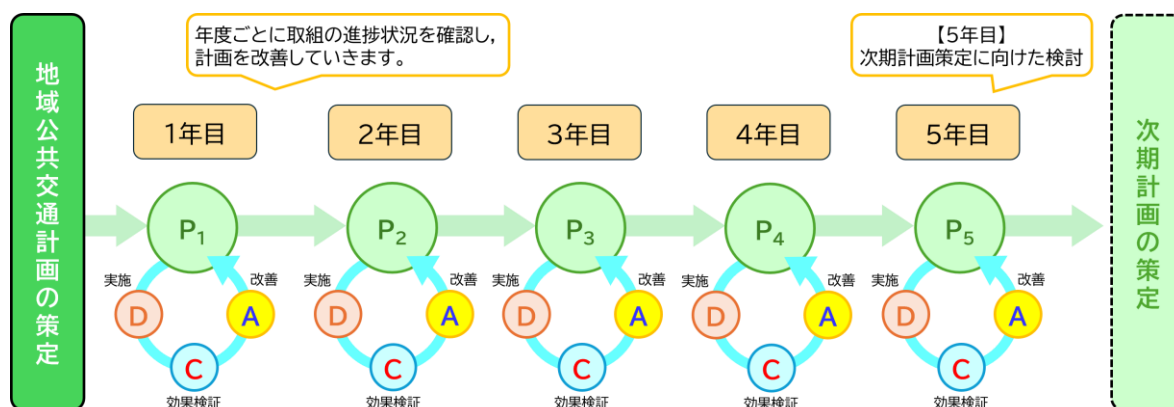 地域公共交通計画の策定
年度ごとに取組の進捗状況を確認し，
計画を改善していきます。
【5年目】
次期計画策定に向けた検討
1年目
2年目
3年目
4年目
5年目
P1
P2
P3
P4
P5
実施
改善
実施
改善
実施
改善
実施
改善
実施
改善
D
A
D
A
D
A
D
A
D
A
C
C
C
C
C
効果検証
効果検証
効果検証
効果検証
効果検証
次期計画の策定